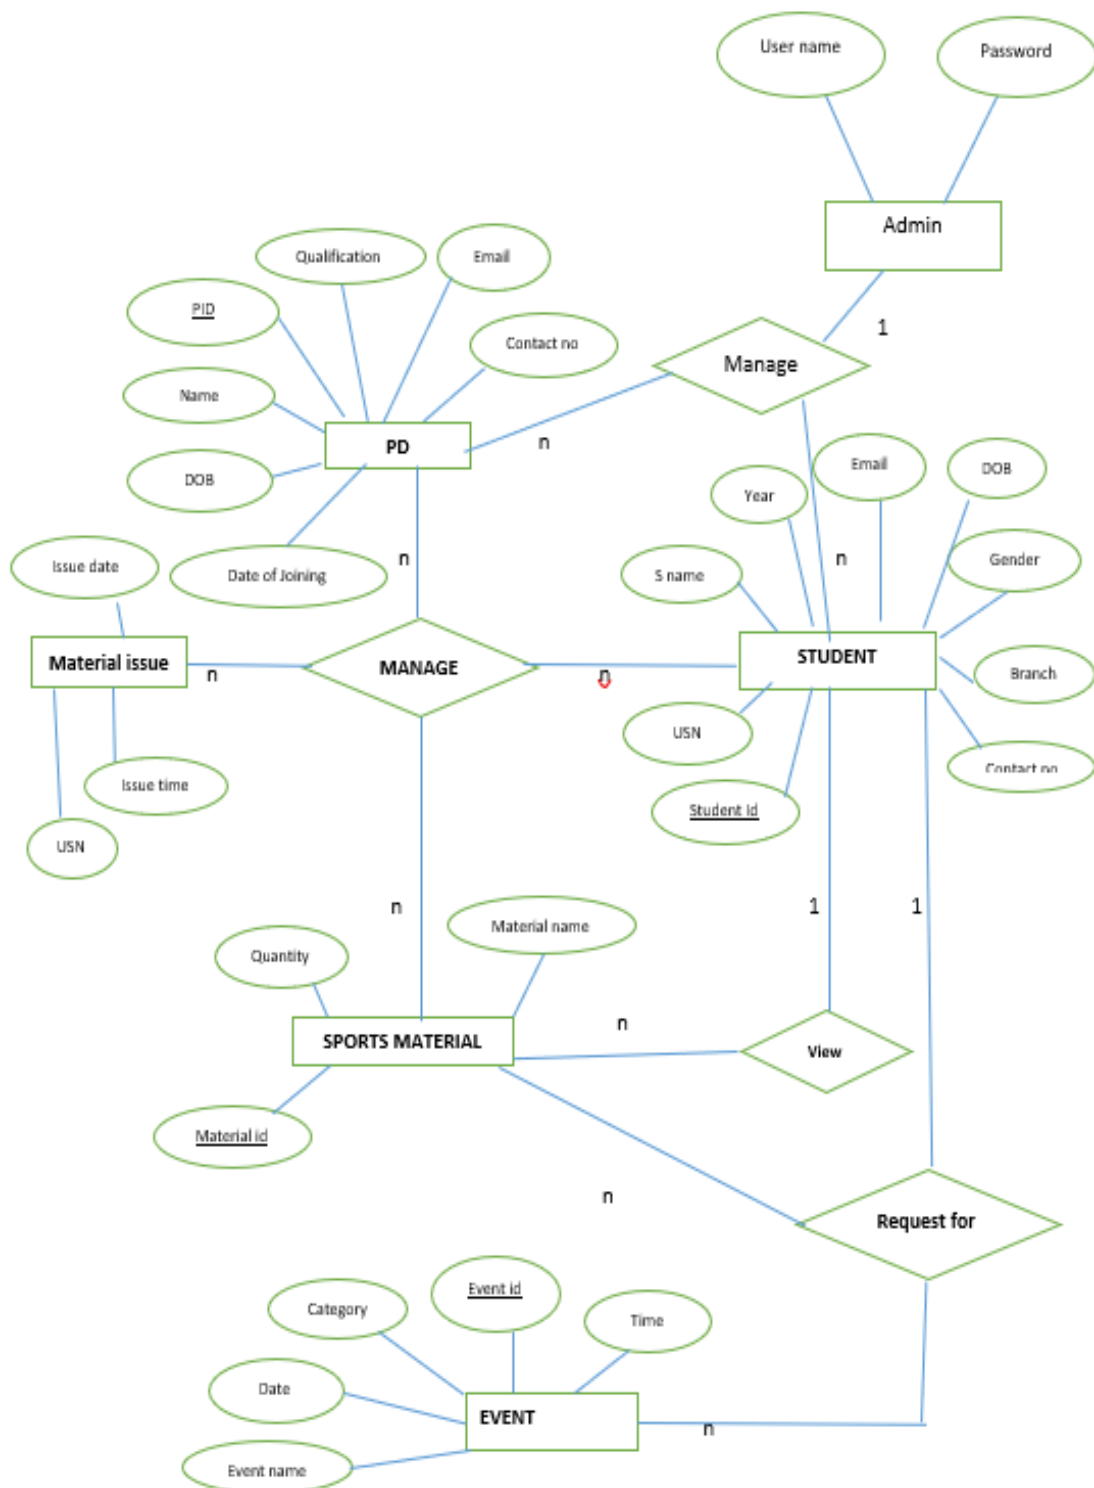 User name
Password
Admin
Qualification
Email
PID
Contact no
1
Manage
Name
PD
n
DOB
Email
DOB
Year
Issue date
n
n
Gender
Date of Joining
S name
Material issue
n
MANAGE
n
STUDENT
Branch
USN
Contact no
Issue time
Student Id
USN
n
1
1
Material name
Quantity
n
SPORTS MATERIAL
View
Material id
n
Request for
Event id
Category
Time
Date
EVENT
n
Event name